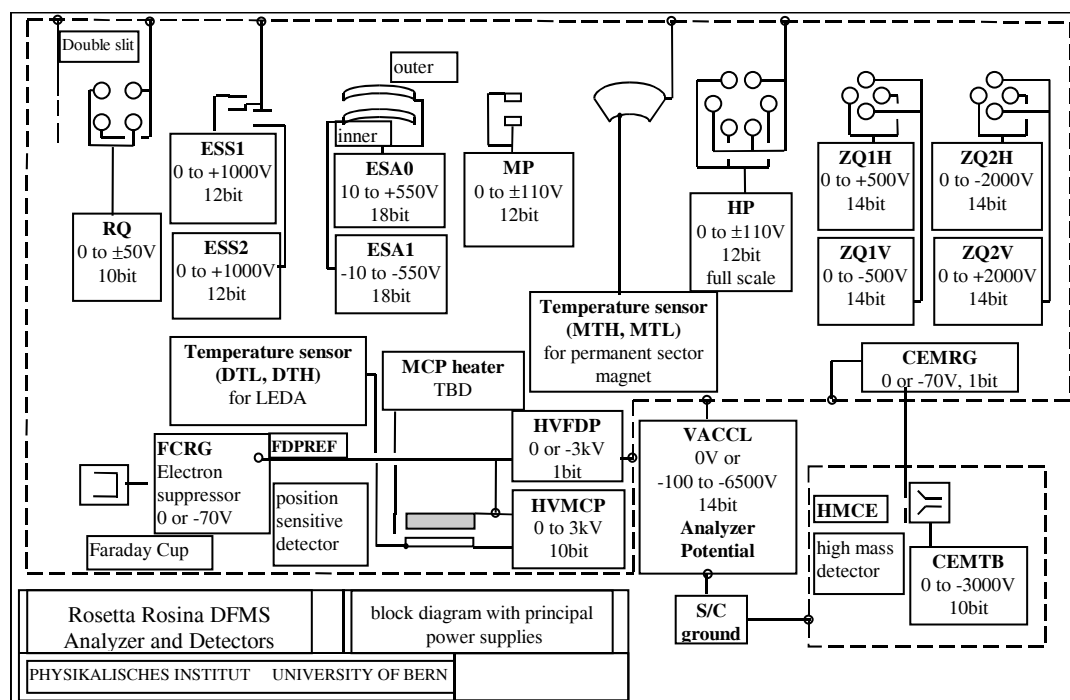 Double slit
outer
inner
ESS1
0 to +1000V
12bit
ESA0
10 to +550V
18bit
MP
0 to ±110V
12bit
HP
0 to ±110V
12bit
full scale
ZQ1H
0 to +500V
14bit
ZQ2H
0 to -2000V
14bit
RQ
0 to ±50V
10bit
ESS2
0 to +1000V
12bit
ESA1
-10 to -550V
18bit
ZQ1V
0 to -500V
14bit
ZQ2V
0 to +2000V
14bit
Temperature sensor
(MTH, MTL)
for permanent sector
magnet
Temperature sensor
(DTL, DTH)
for LEDA
MCP heater
TBD
CEMRG
0 or -70V, 1bit
FCRG
Electron
suppressor
0 or -70V
FDPREF
HVFDP
0 or -3kV
1bit
VACCL
0V or
-100 to -6500V
14bit
Analyzer
Potential
position
sensitive
detector
HVMCP
0 to 3kV
10bit
HMCE
high mass
detector
CEMTB
0 to -3000V
10bit
Faraday Cup
S/C
ground
Rosetta Rosina DFMS
Analyzer and Detectors
block diagram with principal
power supplies
PHYSIKALISCHES INSTITUT UNIVERSITY OF BERN